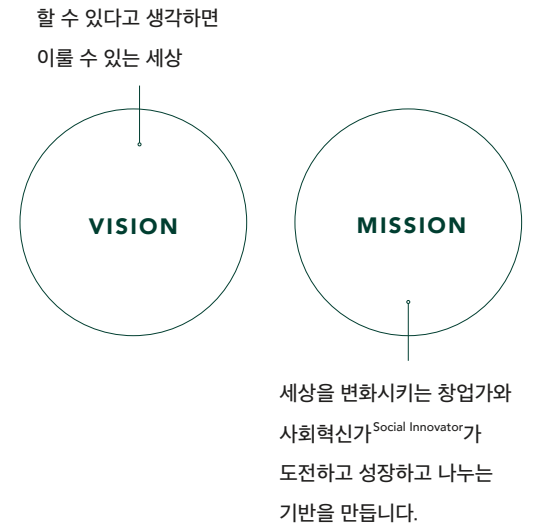 할 수 있다고 생각하면
이룰 수 있는 세상
VISION
MISSION
세상을 변화시키는 창업가와
사회혁신가Social Innovator가
도전하고 성장하고 나누는
기반을 만듭니다.